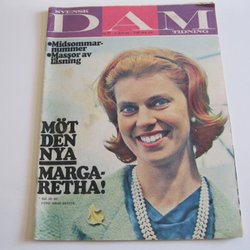 SVENSK
DAM
TIDNING
•Midsommar-
nummer
•Massor av
läsning
MÖT
DEN
NYA
MARGA-
RETHA!